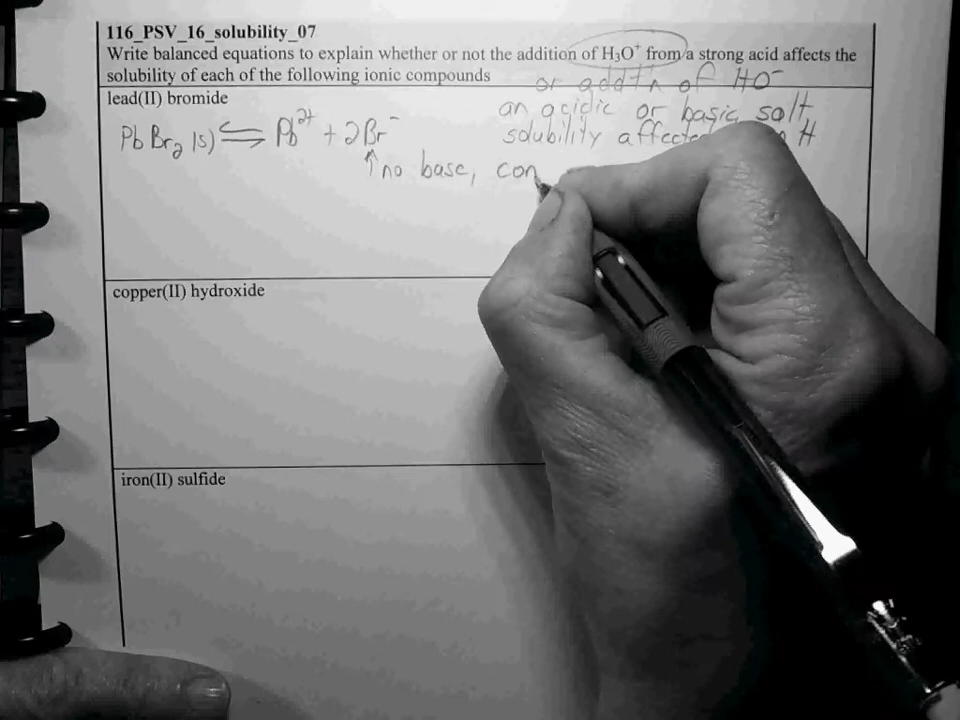 116_PSV_16_solubility_07
Write balanced equations to explain whether or not the addition of H₃O⁺ from a strong acid affects the
solubility of each of the following ionic compounds
or addtn of HO⁻
lead(II) bromide
an acidic or basic salt,
PbBr₂ (s) ⇌ Pb²⁺ + 2Br⁻
solubility H
↑ no base, con
copper(II) hydroxide
iron(II) sulfide